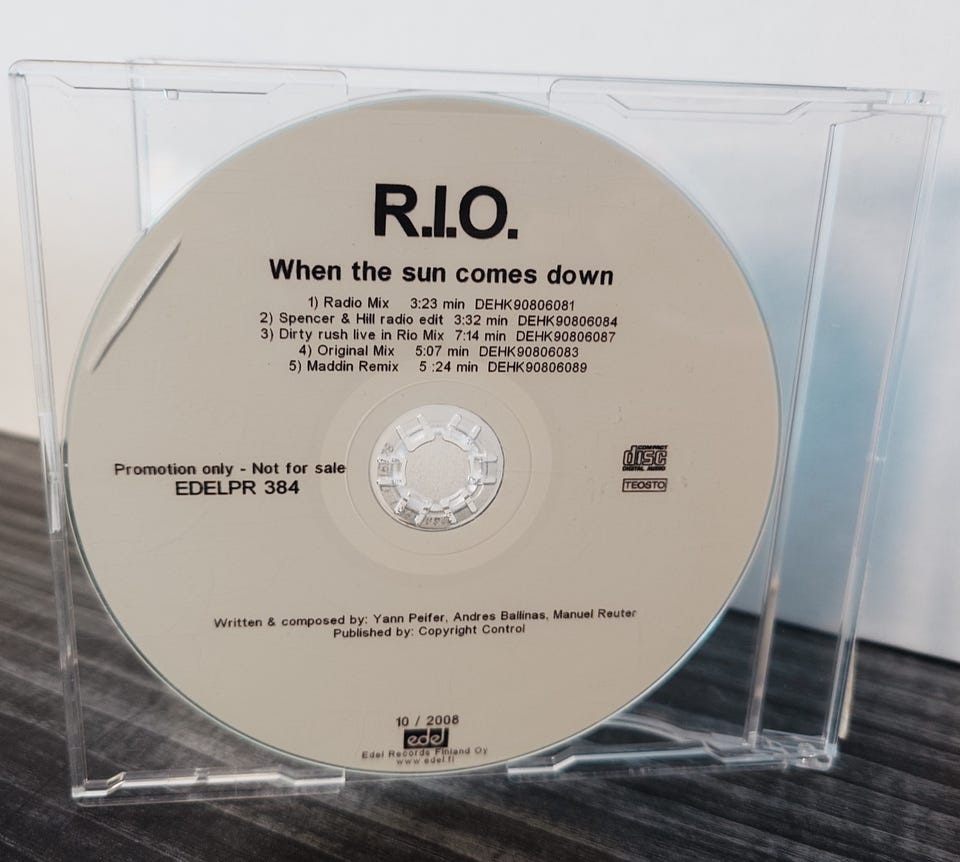 R.I.O.
When the sun comes down
1) Radio Mix 3:23 min DEHK90806081
2) Spencer & Hill radio edit 3:32 min DEHK90806084
3) Dirty rush live in Rio Mix 7:14 min DEHK90806087
4) Original Mix 5:07 min DEHK90806083
5) Maddin Remix 5 :24 min DEHK90806089
Promotion only - Not for sale
EDELPR 384
COMPACT
disc
DIGITAL AUDIO
TEOSTO
Written & composed by: Yann Peifer, Andres Ballinas, Manuel Reuter
Published by: Copyright Control
10 / 2008
edel
Edel Records Finland Oy
www.edel.fi